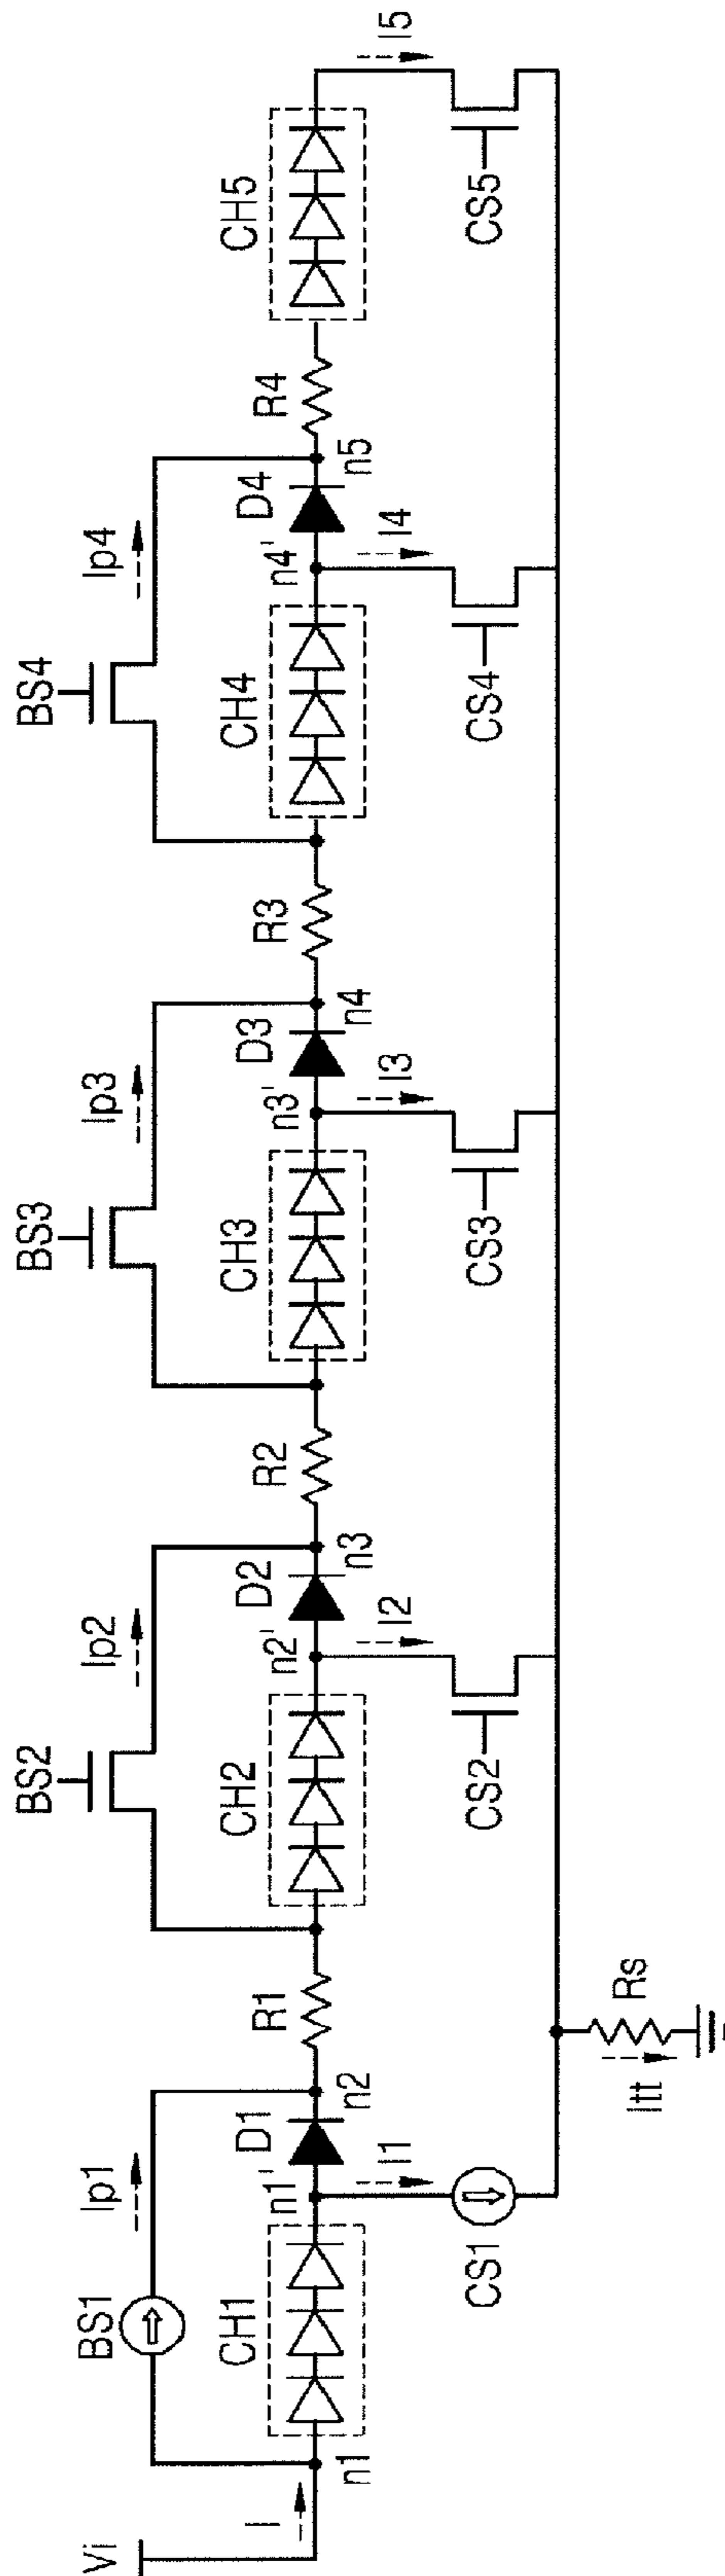 Vi
I
n1
BS1
Ip1
CH1
n1'
D1
n2
I1
CS1
R1
Itt
Rs
BS2
Ip2
CH2
n2'
D2
n3
I2
CS2
R2
BS3
Ip3
CH3
n3'
D3
n4
I3
CS3
R3
BS4
Ip4
CH4
n4'
D4
n5
I4
CS4
R4
CH5
I5
CS5